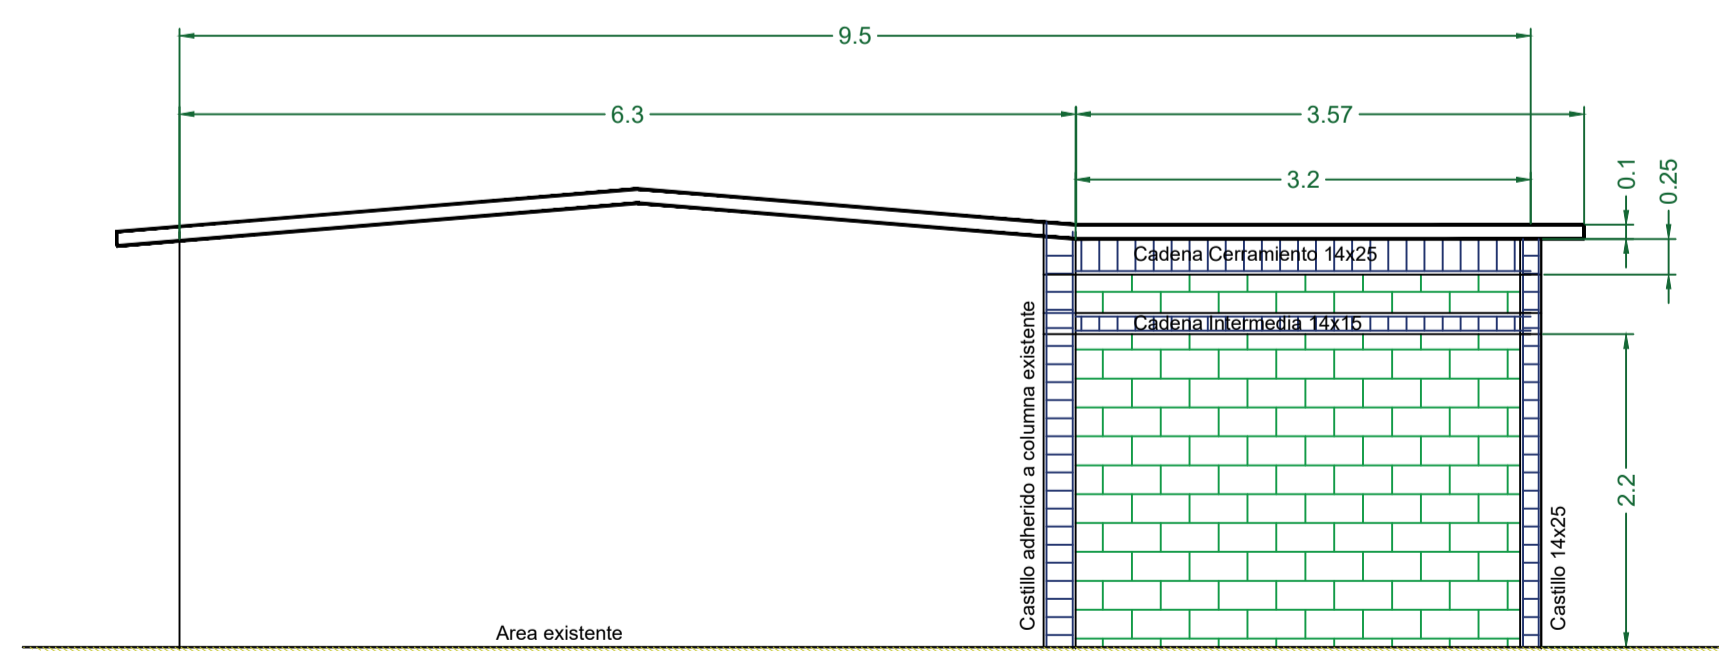 9.5
6.3
3.57
3.2
0.1
0.25
Cadena Cerramiento 14x25
Cadena Intermedia 14x15
Castillo adherido a columna existente
2.2
Castillo 14x25
Area existente